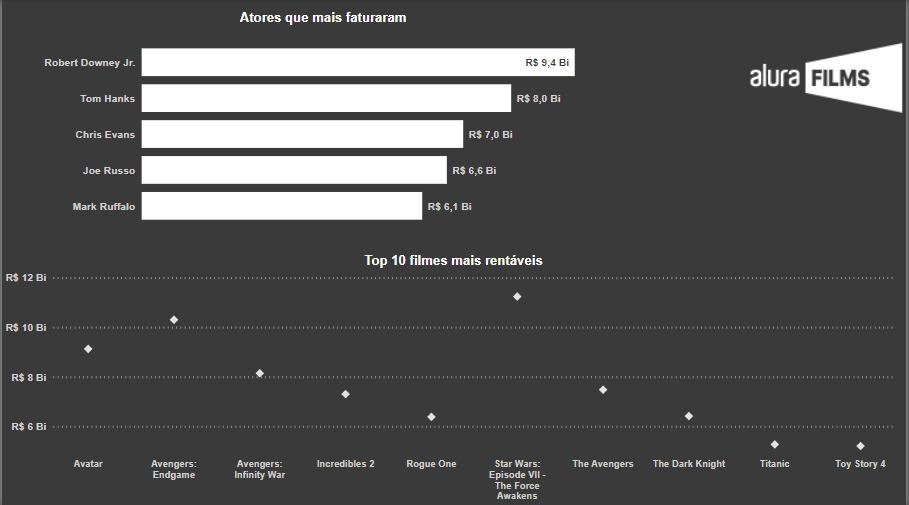 Atores que mais faturaram
alura FILMS
Robert Downey Jr. R$ 9,4 Bi
Tom Hanks R$ 8,0 Bi
Chris Evans R$ 7,0 Bi
Joe Russo R$ 6,6 Bi
Mark Ruffalo R$ 6,1 Bi
Top 10 filmes mais rentáveis
R$ 12 Bi
R$ 10 Bi
R$ 8 Bi
R$ 6 Bi
Avatar
Avengers:
Endgame
Avengers:
Infinity War
Incredibles 2
Rogue One
Star Wars:
Episode VII -
The Force
Awakens
The Avengers
The Dark Knight
Titanic
Toy Story 4